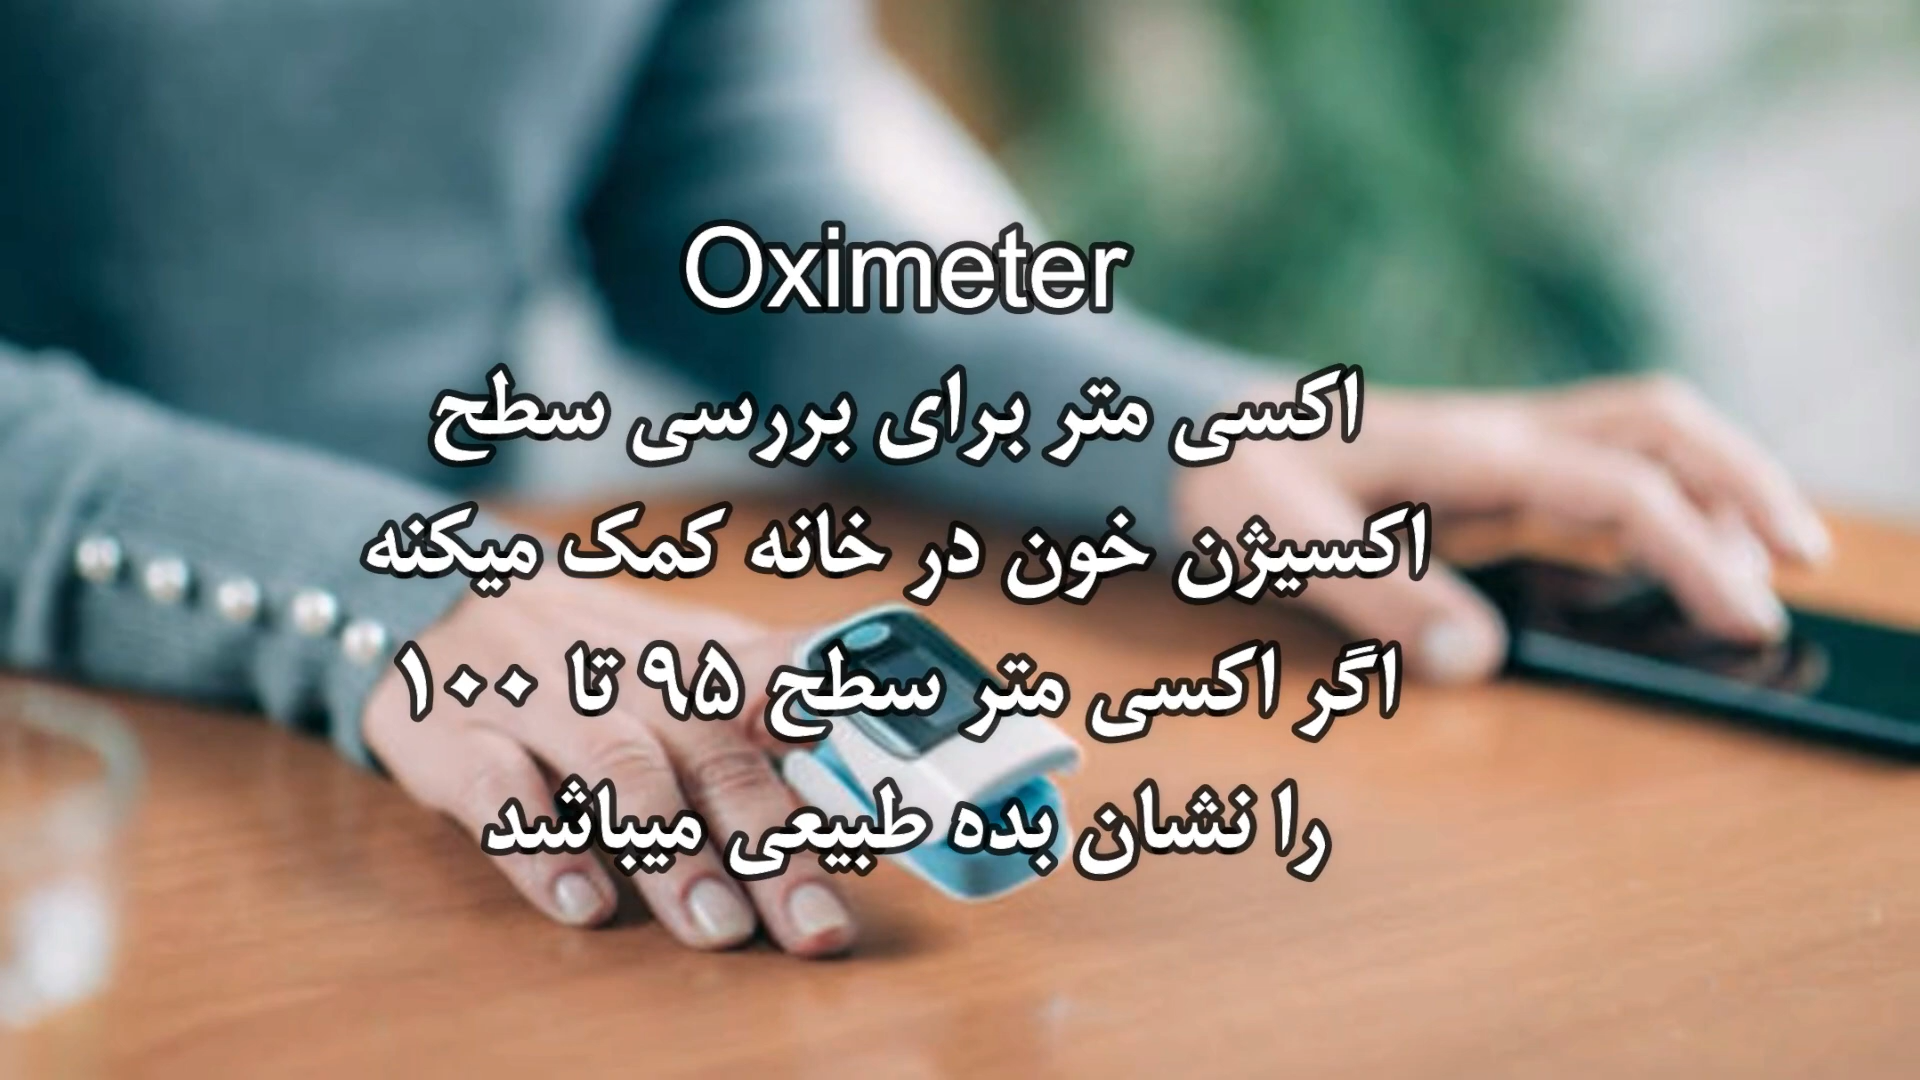 Oximeter
اکسی متر برای بررسی سطح
اکسیژن خون در خانه کمک میکنه
اگر اکسی متر سطح ۹۵ تا ۱۰۰
را نشان بده طبیعی میباشد